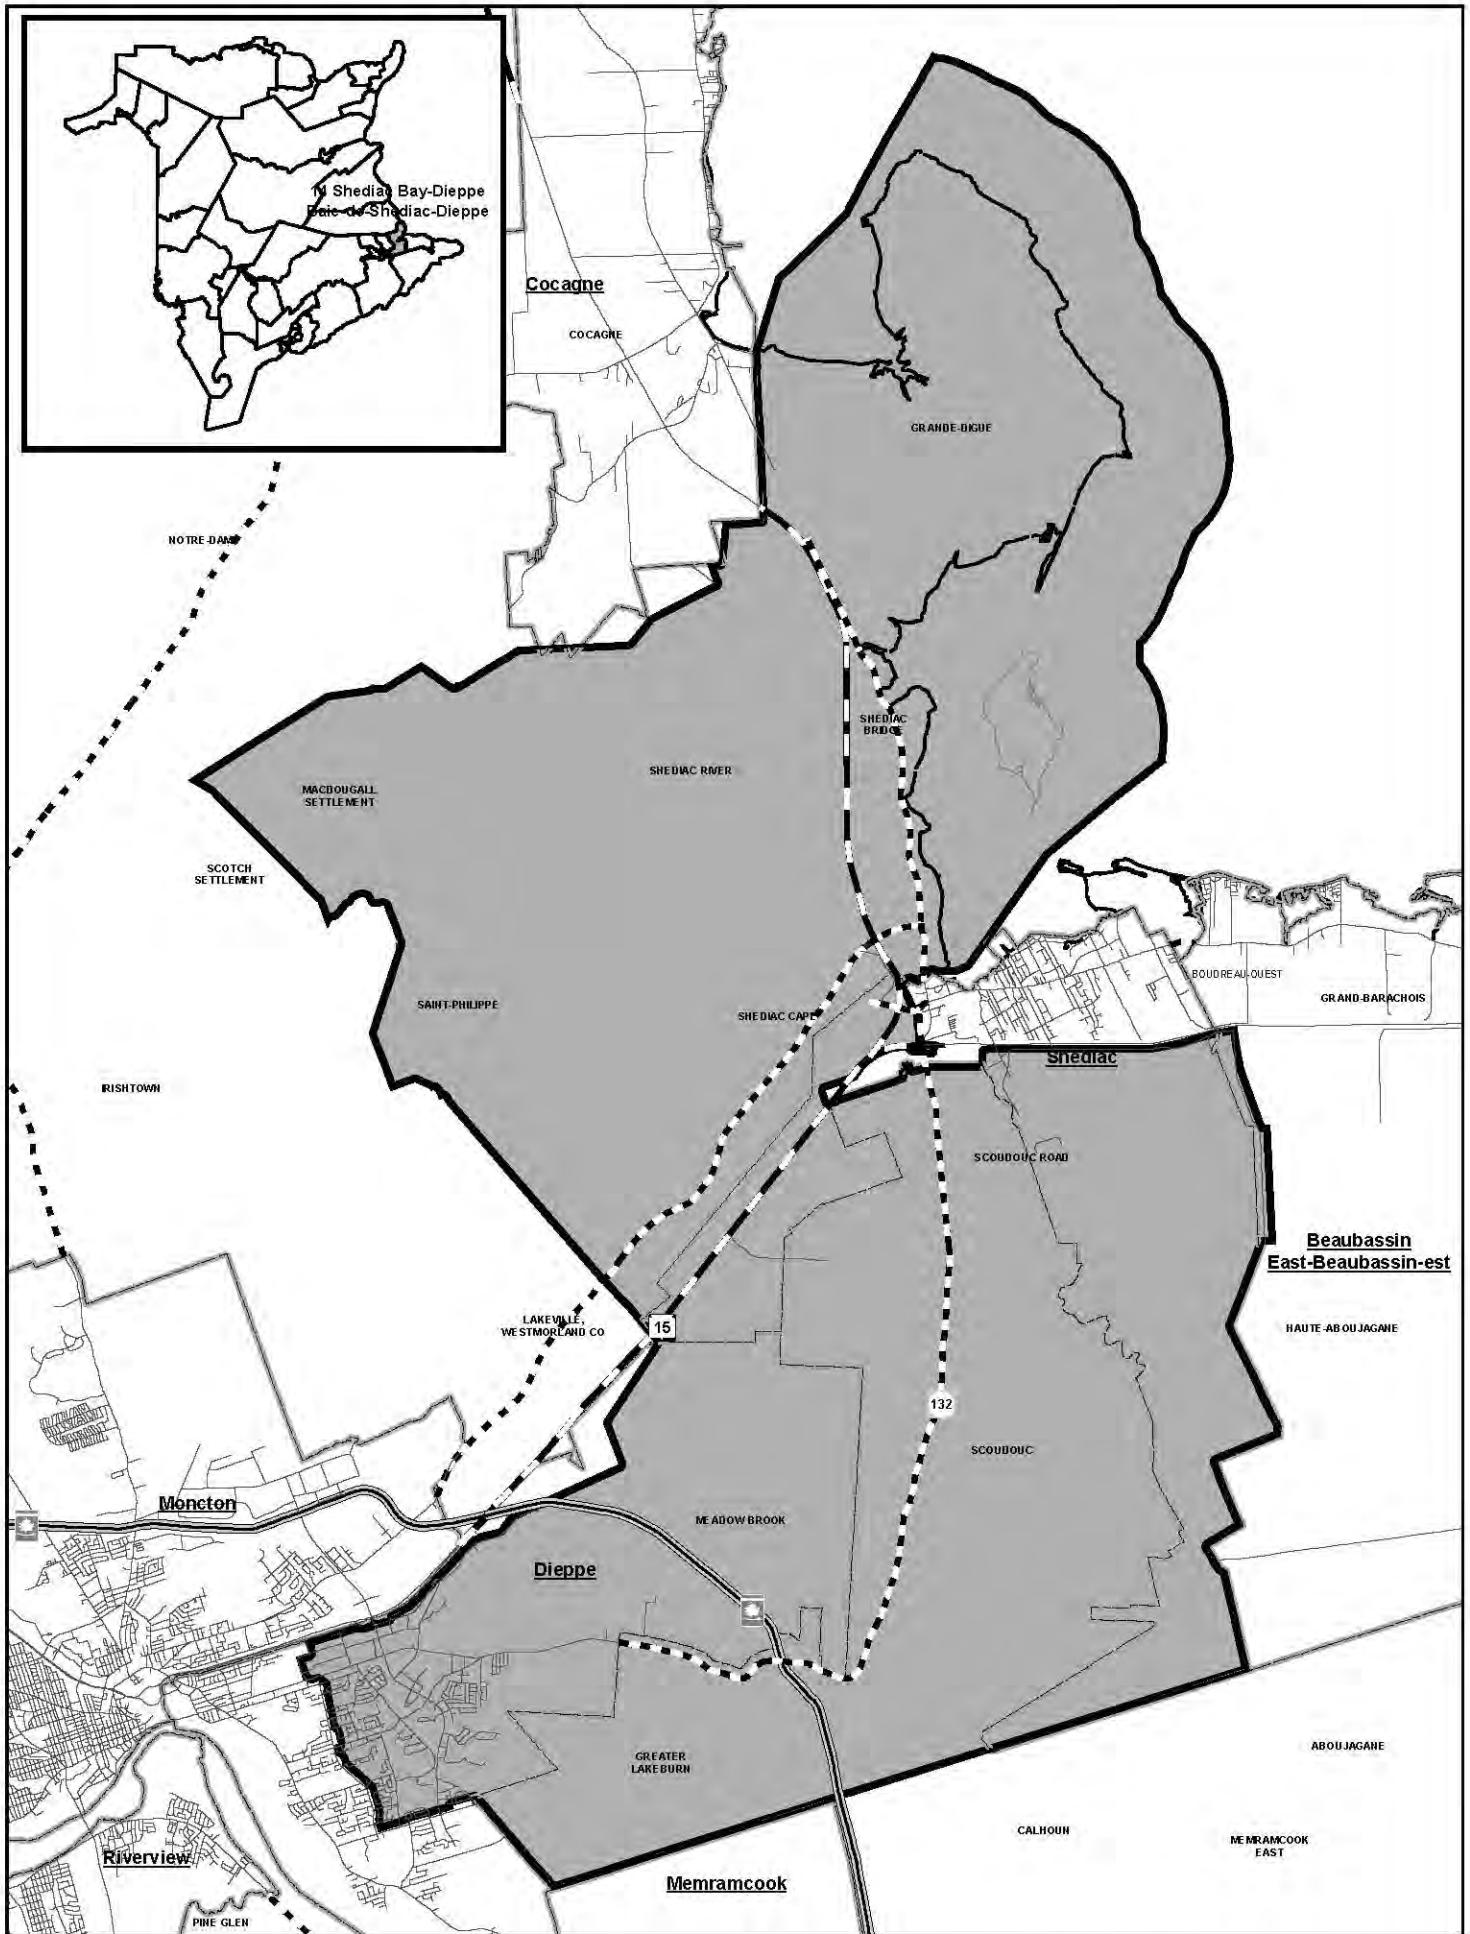 14 Shediac Bay-Dieppe
Baie-de-Shediac-Dieppe
Cocagne
COCAGNE
GRANDE-DIGUE
NOTRE-DAME
SHEDIAC
BRIDGE
SHEDIAC RIVER
MACDOUGALL
SETTLEMENT
SCOTCH
SETTLEMENT
BOUDREAU-OUEST
GRAND-BARACHOIS
SAINT-PHILIPPE
SHEDIAC CAPE
Shediac
IRISHTOWN
SCOUDOUC ROAD
Beaubassin
East-Beaubassin-est
LAKEVILLE,
WESTMORLAND CO
15
HAUTE-ABOUJAGANE
132
SCOUDOUC
Moncton
MEADOW BROOK
Dieppe
GREATER
LAKEBURN
ABOUJAGANE
CALHOUN
MEMRAMCOOK
EAST
Riverview
Memramcook
PINE GLEN